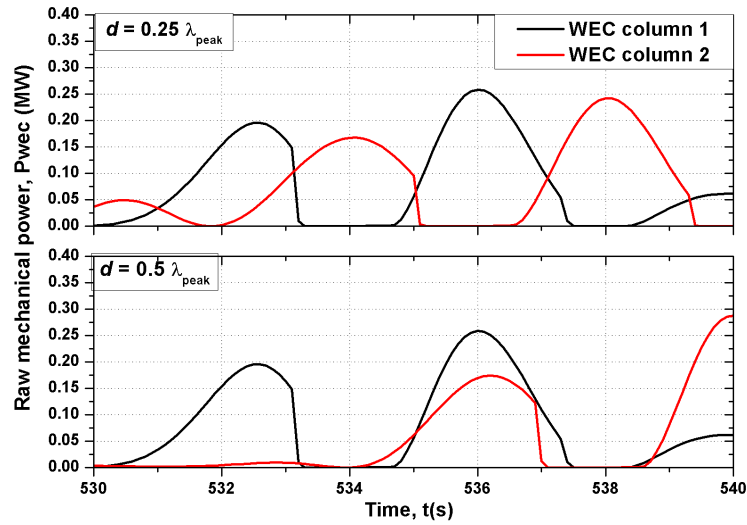 0.40
0.35
0.30
0.25
0.20
0.15
0.10
0.05
0.00
d = 0.25 λpeak
WEC column 1
WEC column 2
Raw mechanical power, Pwec (MW)
0.40
0.35
0.30
0.25
0.20
0.15
0.10
0.05
0.00
d = 0.5 λpeak
530 532 534 536 538 540
Time, t(s)